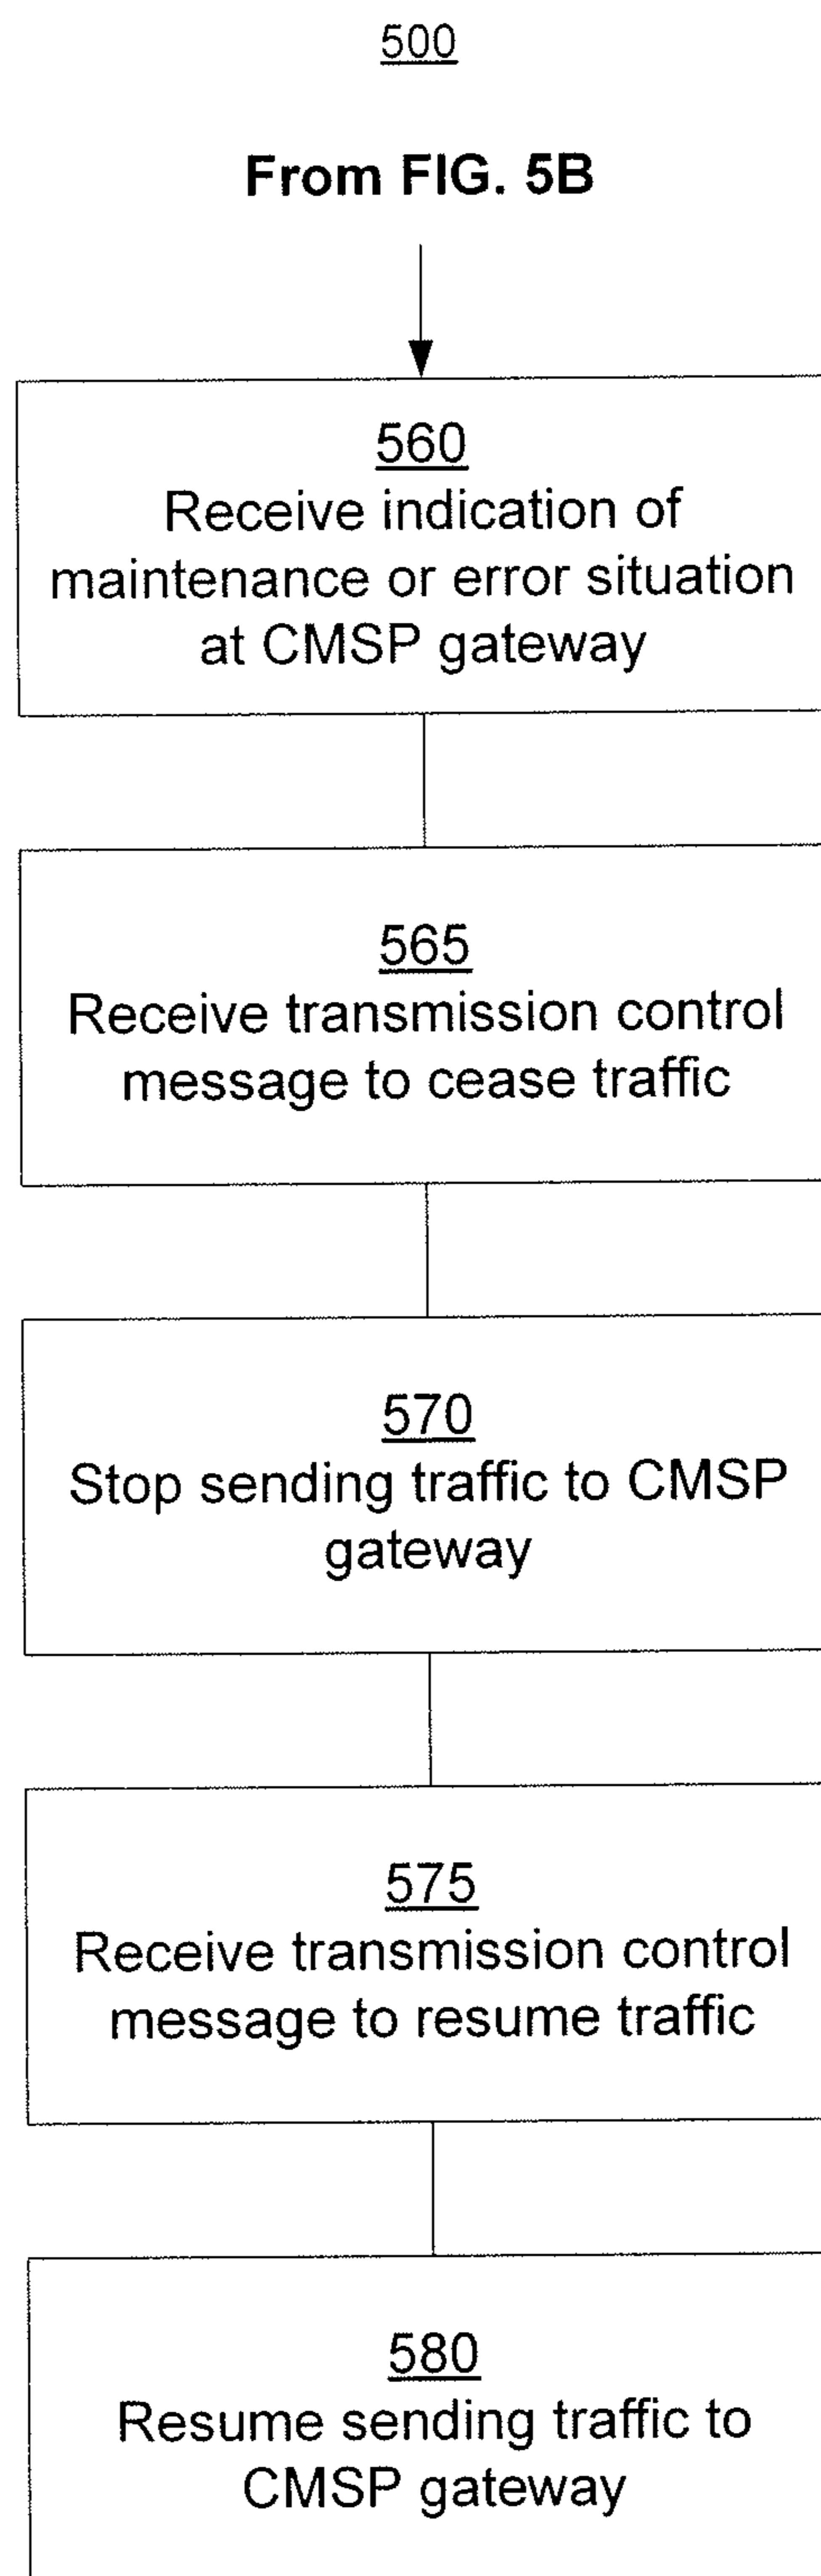 500
From FIG. 5B
560
Receive indication of
maintenance or error situation
at CMSP gateway
565
Receive transmission control
message to cease traffic
570
Stop sending traffic to CMSP
gateway
575
Receive transmission control
message to resume traffic
580
Resume sending traffic to
CMSP gateway